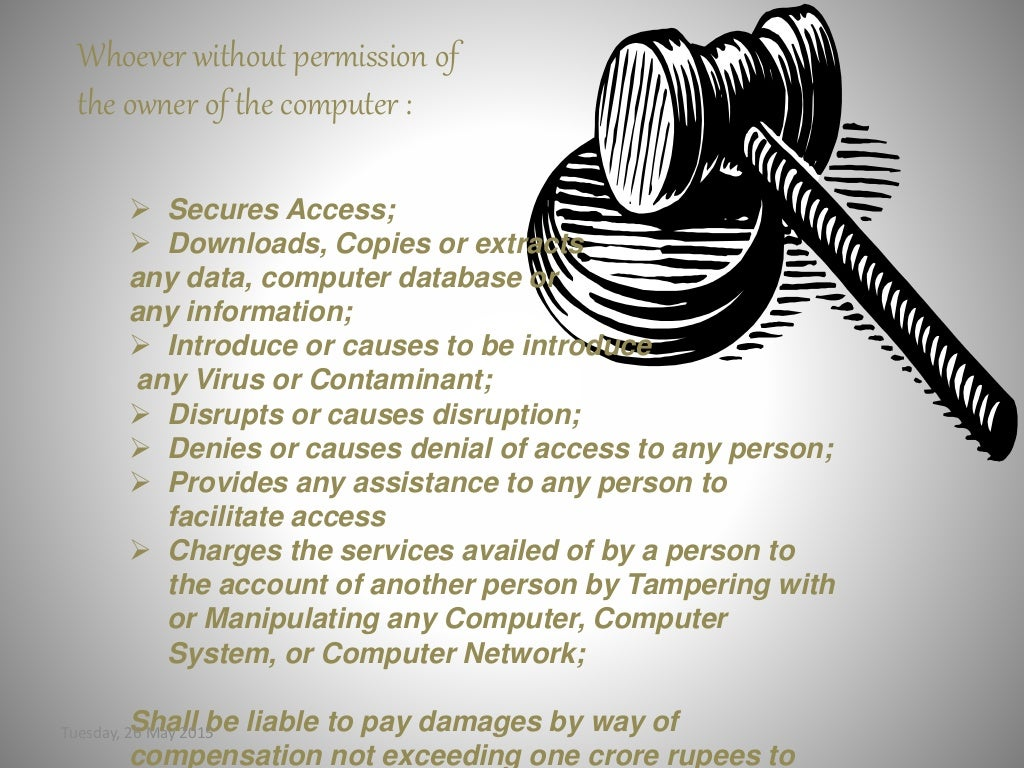 Whoever without permission of
the owner of the computer :
➢ Secures Access;
➢ Downloads, Copies or extracts
any data, computer database or
any information;
➢ Introduce or causes to be introduce
any Virus or Contaminant;
➢ Disrupts or causes disruption;
➢ Denies or causes denial of access to any person;
➢ Provides any assistance to any person to
facilitate access
➢ Charges the services availed of by a person to
the account of another person by Tampering with
or Manipulating any Computer, Computer
System, or Computer Network;
Shall be liable to pay damages by way of
Tuesday, 26 May 2015
compensation not exceeding one crore rupees to